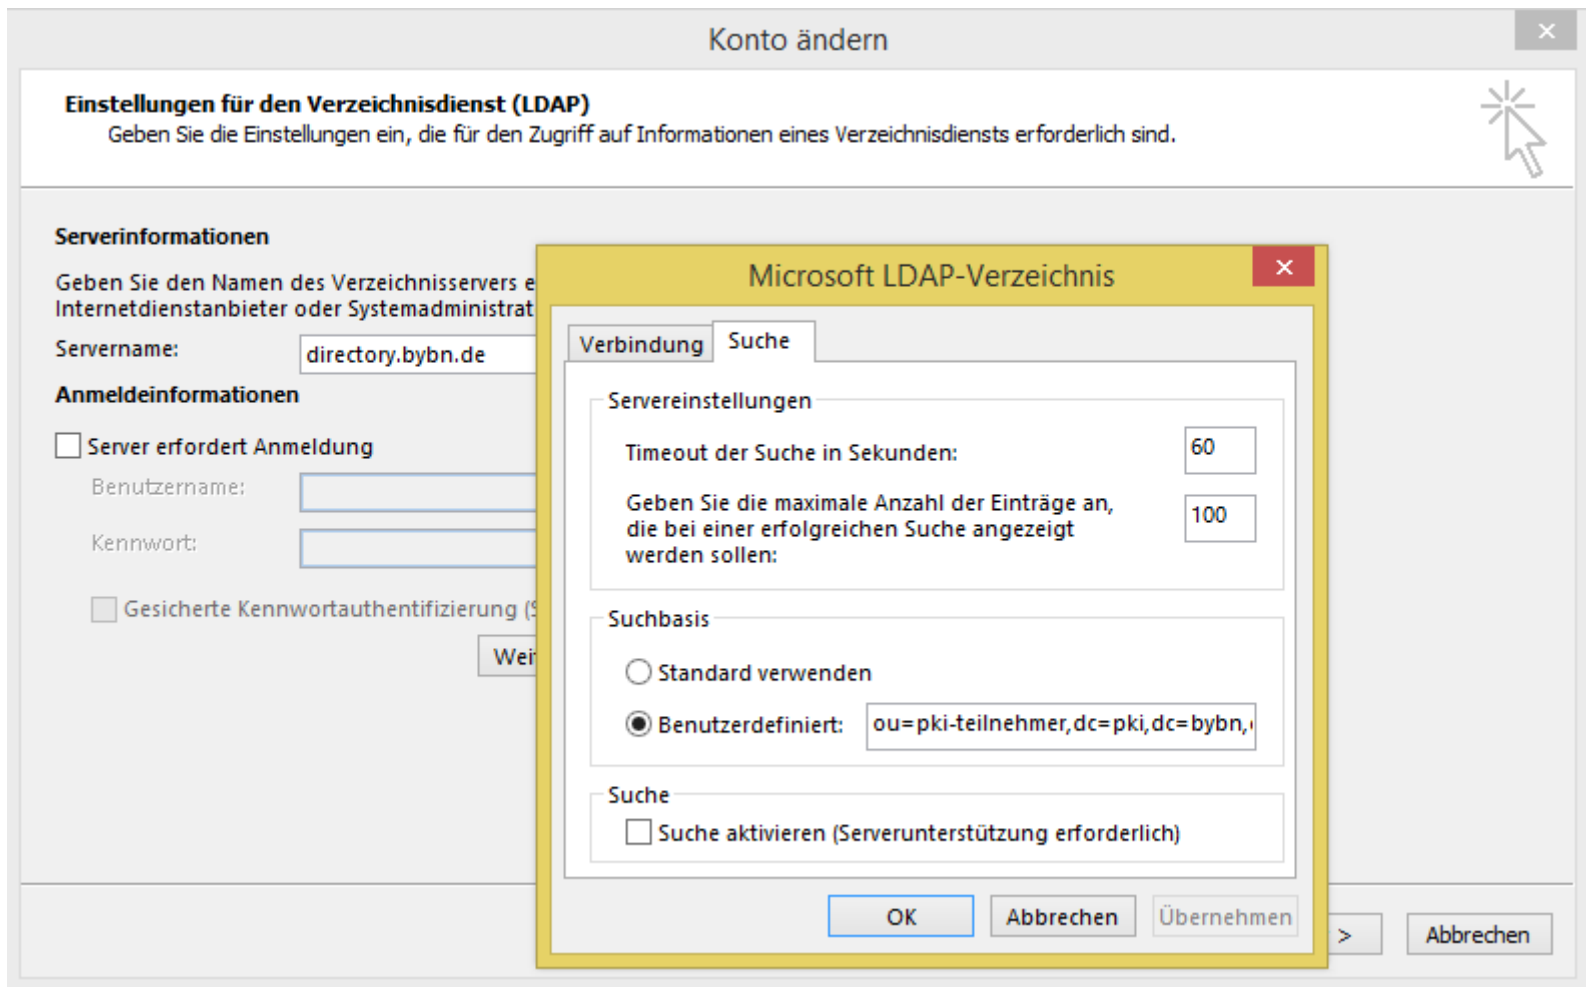 Konto ändern
Einstellungen für den Verzeichnisdienst (LDAP)
Geben Sie die Einstellungen ein, die für den Zugriff auf Informationen eines Verzeichnisdiensts erforderlich sind.
Serverinformationen
Geben Sie den Namen des Verzeichnisservers
Internetdienstanbieter oder Systemadministrat
Servername:
directory.bybn.de
Anmeldeinformationen
Server erfordert Anmeldung
Benutzername:
Kennwort:
Gesicherte Kennwortauthentifizierung (S
Wei
Microsoft LDAP-Verzeichnis
Verbindung
Suche
Servereinstellungen
Timeout der Suche in Sekunden:
60
Geben Sie die maximale Anzahl der Einträge an,
die bei einer erfolgreichen Suche angezeigt
werden sollen:
100
Suchbasis
Standard verwenden
Benutzerdefiniert:
ou=pki-teilnehmer,dc=pki,dc=bybn,
Suche
Suche aktivieren (Serverunterstützung erforderlich)
OK
Abbrechen
Übernehmen
>
Abbrechen